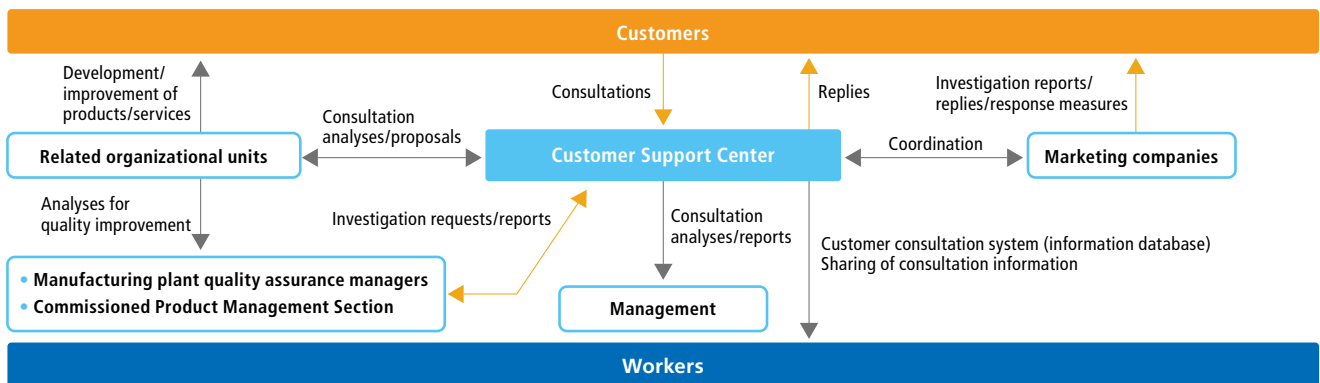 Customers
Development/
improvement of
products/services
Consultations
Replies
Investigation reports/
replies/response measures
Consultation
analyses/proposals
Related organizational units
Customer Support Center
Coordination
Marketing companies
Analyses for
quality improvement
Investigation requests/reports
Consultation
analyses/reports
Customer consultation system (information database)
Sharing of consultation information
• Manufacturing plant quality assurance managers
• Commissioned Product Management Section
Management
Workers